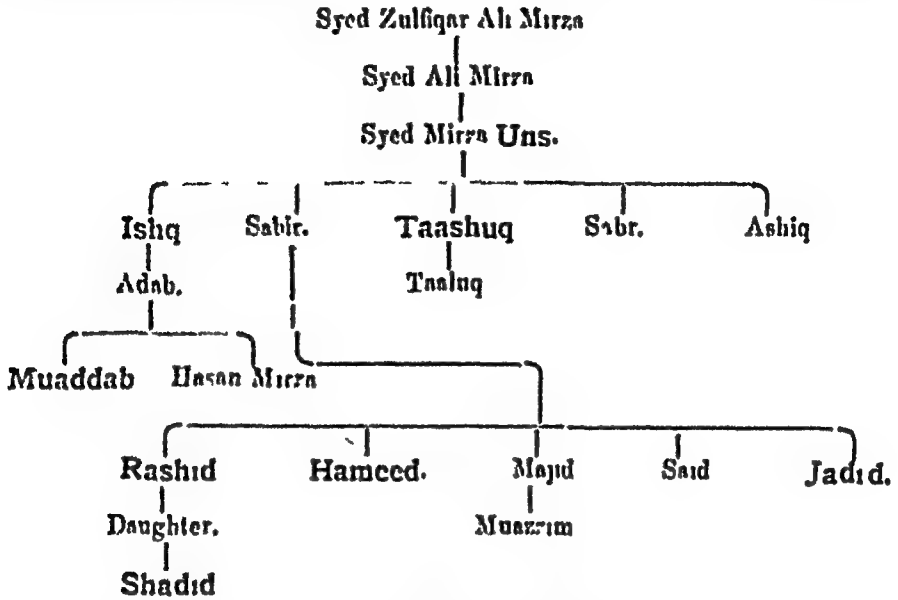 Syed Zulfiqar Ali Mirza
Syed Ali Mirza
Syed Mirza Uns.
Ishq Sabir. Taashuq Sabr. Ashiq
Adab. Taaluq
Muaddab Hasan Mirza
Rashid Hameed. Majid Said Jadid.
Daughter. Muazzim
Shadid